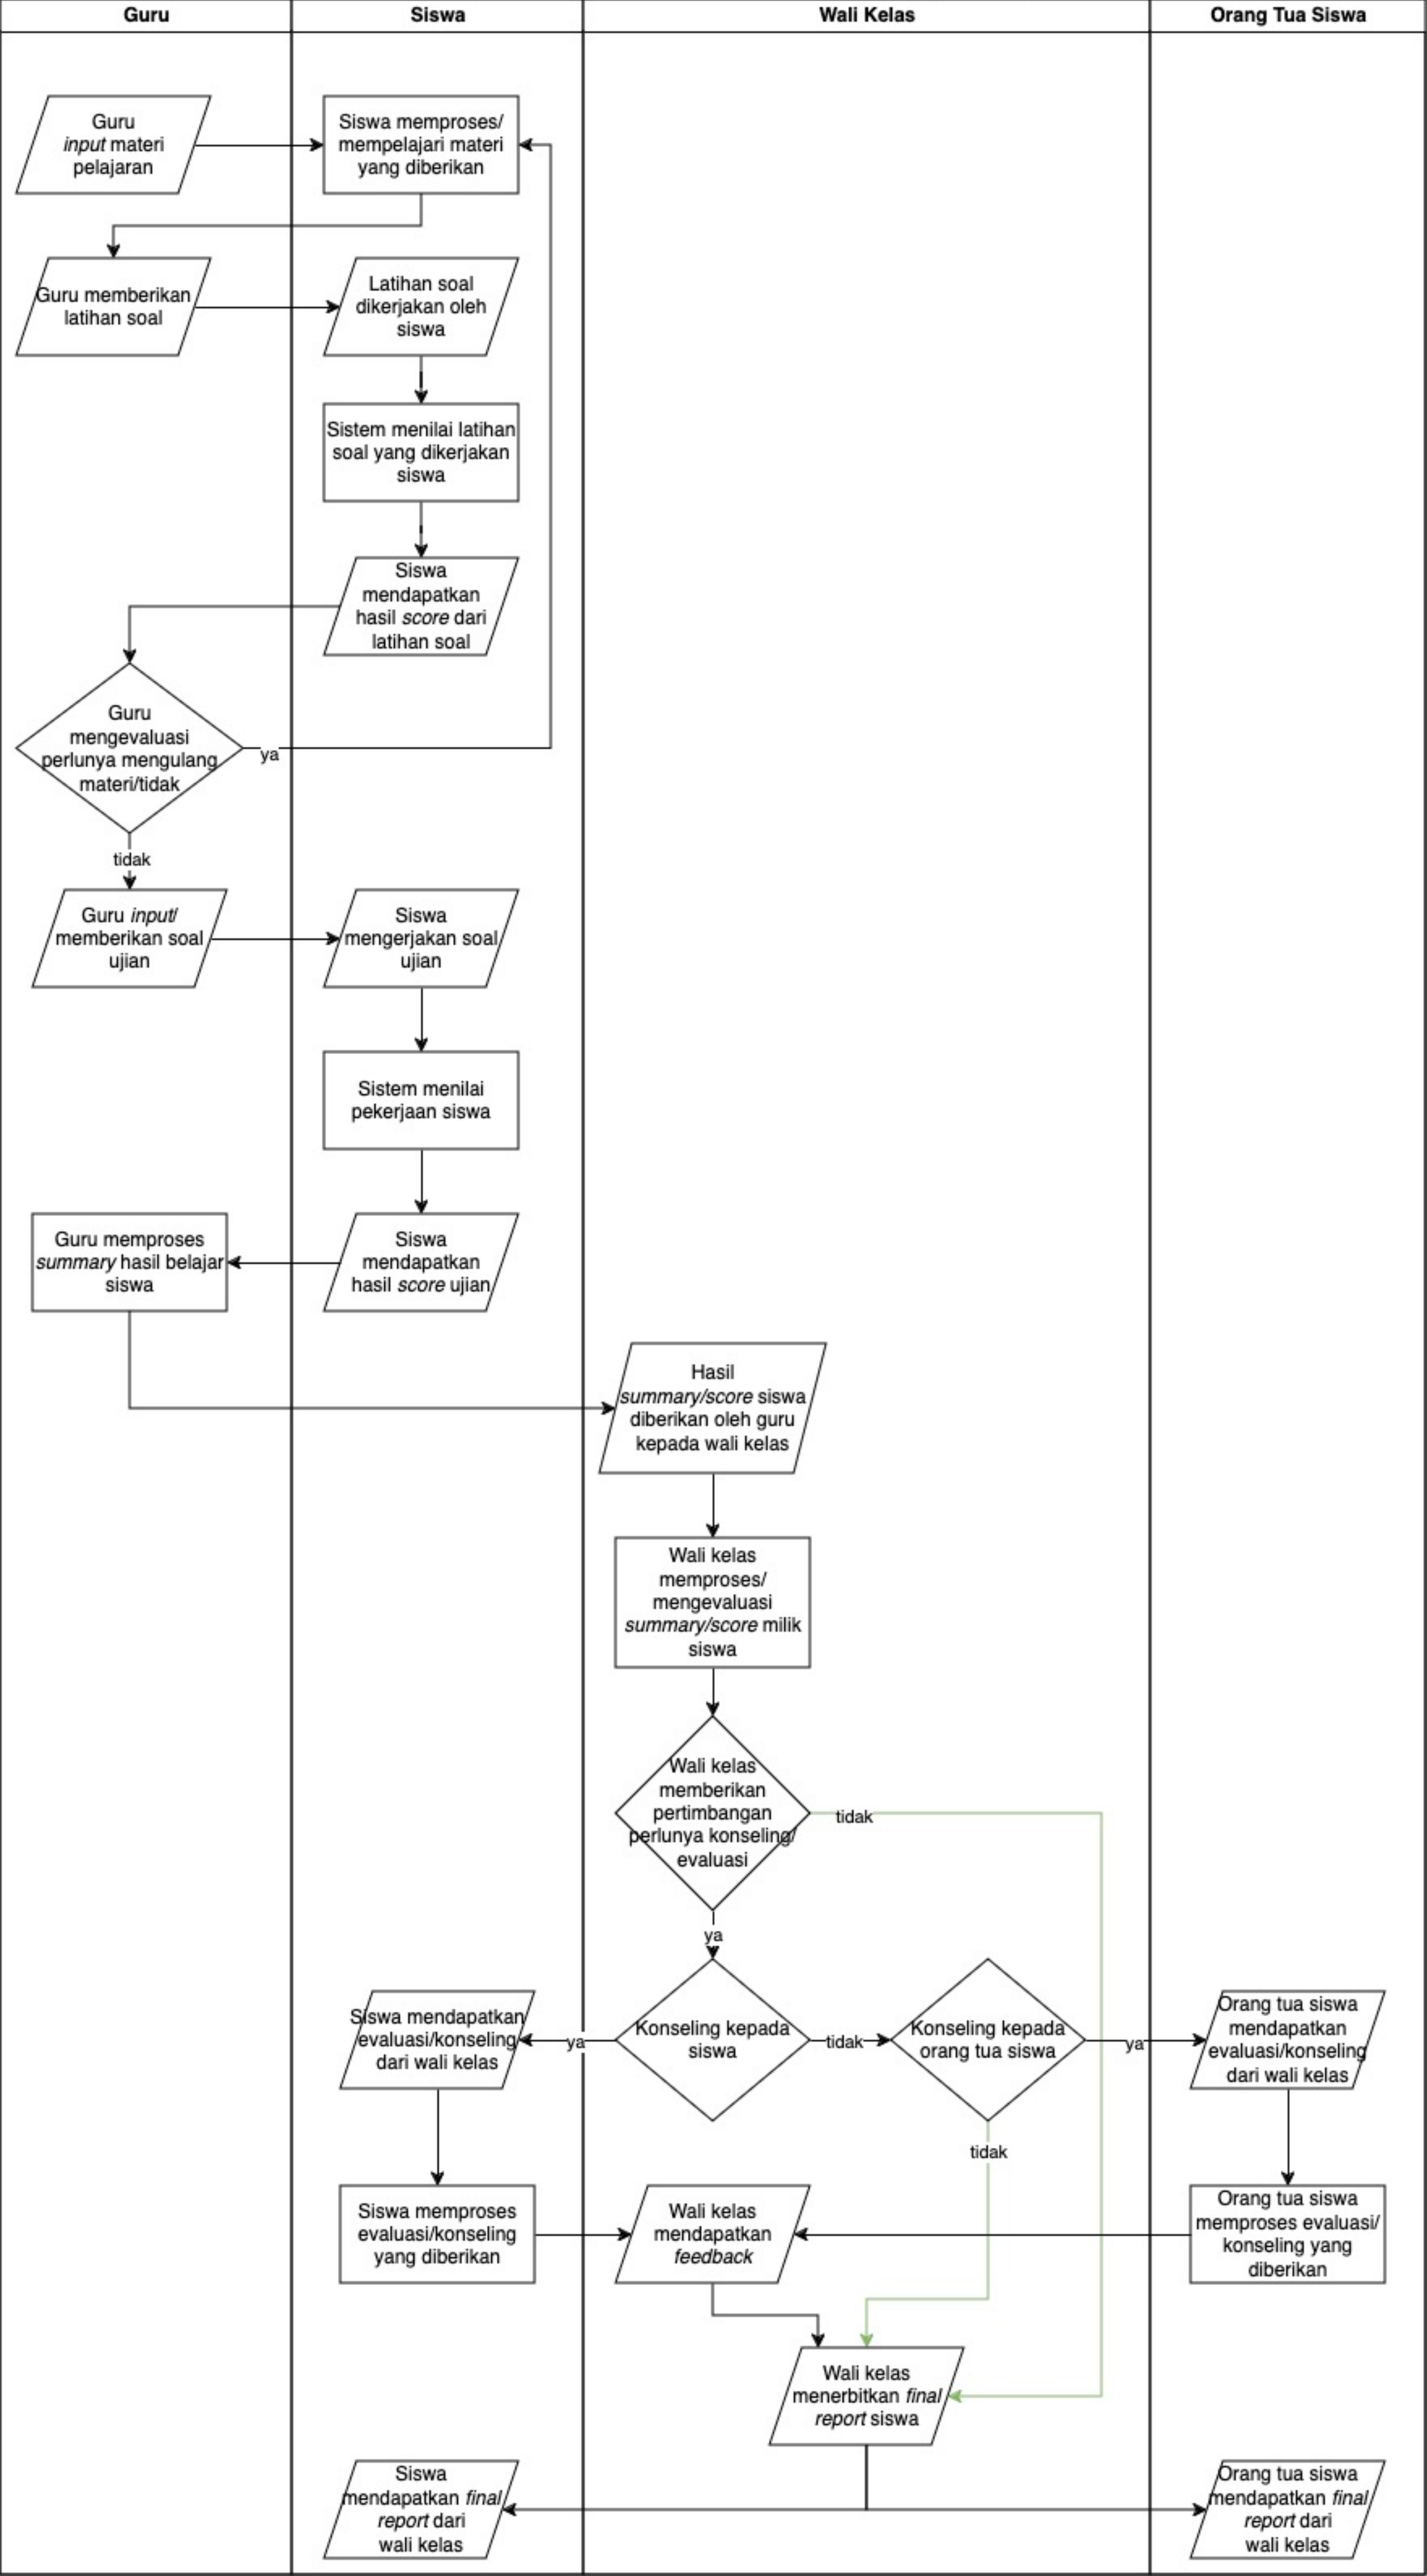 Guru
Siswa
Wali Kelas
Orang Tua Siswa
Guru
input materi
pelajaran
Siswa memproses/
mempelajari materi
yang diberikan
Guru memberikan
latihan soal
Latihan soal
dikerjakan oleh
siswa
Sistem menilai latihan
soal yang dikerjakan
siswa
Siswa
mendapatkan
hasil score dari
latihan soal
Guru
mengevaluasi
perlunya mengulang
materi/tidak
ya
tidak
Guru input/
memberikan soal
ujian
Siswa
mengerjakan soal
ujian
Sistem menilai
pekerjaan siswa
Guru memproses
summary hasil belajar
siswa
Siswa
mendapatkan
hasil score ujian
Hasil
summary/score siswa
diberikan oleh guru
kepada wali kelas
Wali kelas
memproses/
mengevaluasi
summary/score milik
siswa
Wali kelas
memberikan
pertimbangan
perlunya konseling/
evaluasi
tidak
ya
Siswa mendapatkan
evaluasi/konseling
dari wali kelas
ya
Konseling kepada
siswa
tidak
Konseling kepada
orang tua siswa
ya
Orang tua siswa
mendapatkan
evaluasi/konseling
dari wali kelas
tidak
Siswa memproses
evaluasi/konseling
yang diberikan
Wali kelas
mendapatkan
feedback
Orang tua siswa
memproses evaluasi/
konseling yang
diberikan
Wali kelas
menerbitkan final
report siswa
Siswa
mendapatkan final
report dari
wali kelas
Orang tua siswa
mendapatkan final
report dari
wali kelas